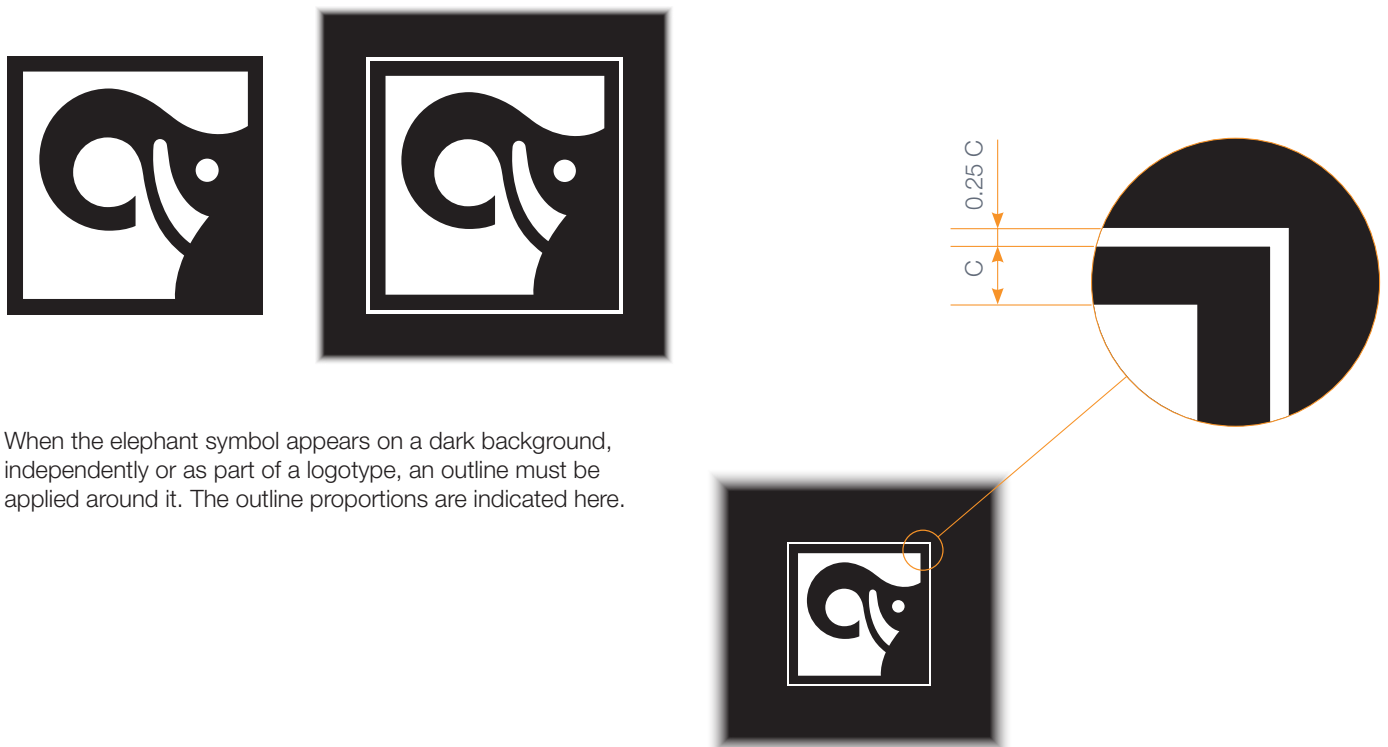 0.25 C
C
When the elephant symbol appears on a dark background,
independently or as part of a logotype, an outline must be
applied around it. The outline proportions are indicated here.